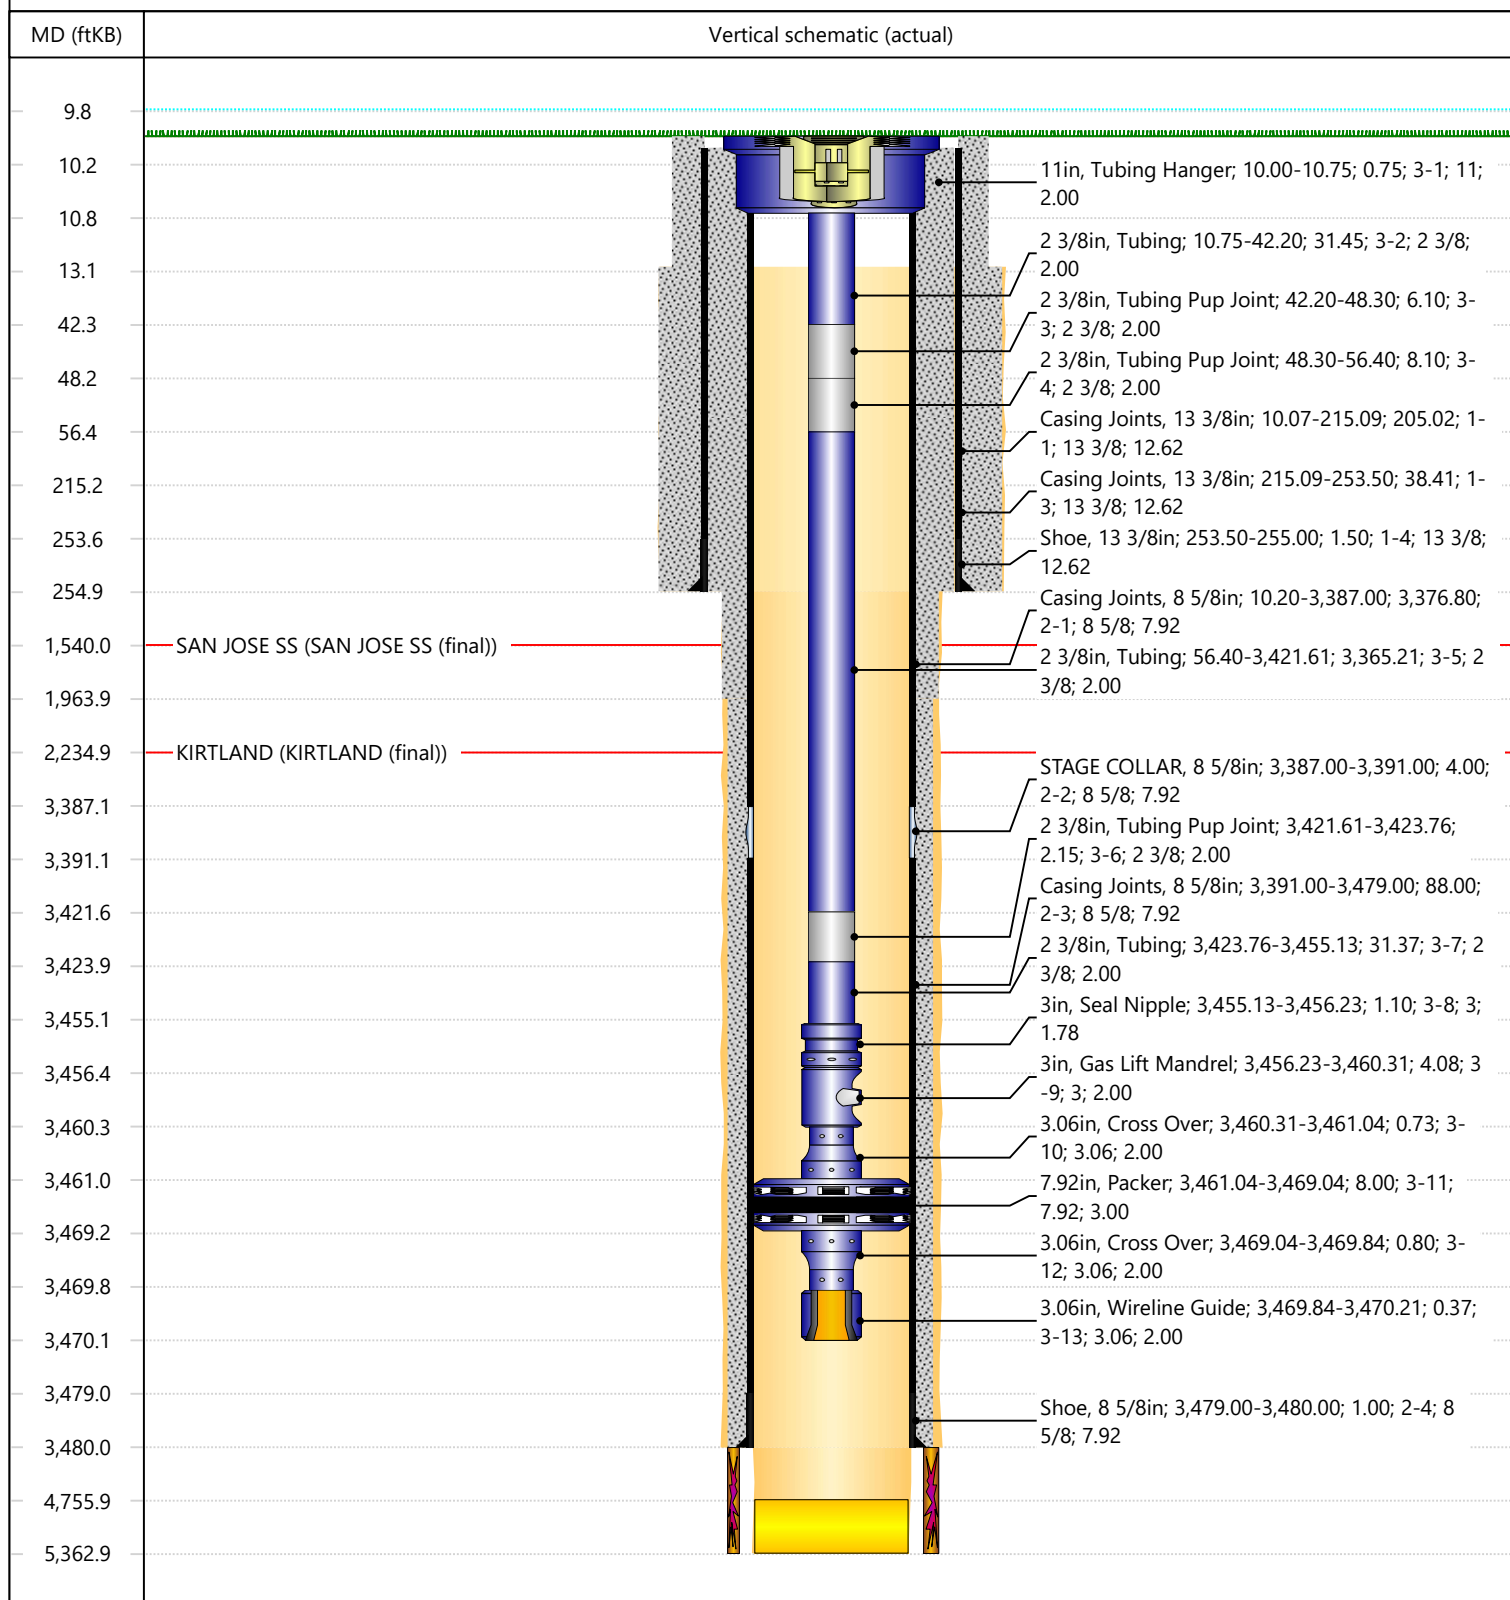 MD (ftKB)
Vertical schematic (actual)
9.8
10.2
10.8
13.1
42.3
48.2
56.4
215.2
253.6
254.9
1,540.0
1,963.9
2,234.9
3,387.1
3,391.1
3,421.6
3,423.9
3,455.1
3,456.4
3,460.3
3,461.0
3,469.2
3,469.8
3,470.1
3,479.0
3,480.0
4,755.9
5,362.9
SAN JOSE SS (SAN JOSE SS (final))
KIRTLAND (KIRTLAND (final))
11in, Tubing Hanger; 10.00-10.75; 0.75; 3-1; 11;
2.00
2 3/8in, Tubing; 10.75-42.20; 31.45; 3-2; 2 3/8;
2.00
2 3/8in, Tubing Pup Joint; 42.20-48.30; 6.10; 3-
3; 2 3/8; 2.00
2 3/8in, Tubing Pup Joint; 48.30-56.40; 8.10; 3-
4; 2 3/8; 2.00
Casing Joints, 13 3/8in; 10.07-215.09; 205.02; 1-
1; 13 3/8; 12.62
Casing Joints, 13 3/8in; 215.09-253.50; 38.41; 1-
3; 13 3/8; 12.62
Shoe, 13 3/8in; 253.50-255.00; 1.50; 1-4; 13 3/8;
12.62
Casing Joints, 8 5/8in; 10.20-3,387.00; 3,376.80;
2-1; 8 5/8; 7.92
2 3/8in, Tubing; 56.40-3,421.61; 3,365.21; 3-5; 2
3/8; 2.00
STAGE COLLAR, 8 5/8in; 3,387.00-3,391.00; 4.00;
2-2; 8 5/8; 7.92
2 3/8in, Tubing Pup Joint; 3,421.61-3,423.76;
2.15; 3-6; 2 3/8; 2.00
Casing Joints, 8 5/8in; 3,391.00-3,479.00; 88.00;
2-3; 8 5/8; 7.92
2 3/8in, Tubing; 3,423.76-3,455.13; 31.37; 3-7; 2
3/8; 2.00
3in, Seal Nipple; 3,455.13-3,456.23; 1.10; 3-8; 3;
1.78
3in, Gas Lift Mandrel; 3,456.23-3,460.31; 4.08; 3
-9; 3; 2.00
3.06in, Cross Over; 3,460.31-3,461.04; 0.73; 3-
10; 3.06; 2.00
7.92in, Packer; 3,461.04-3,469.04; 8.00; 3-11;
7.92; 3.00
3.06in, Cross Over; 3,469.04-3,469.84; 0.80; 3-
12; 3.06; 2.00
3.06in, Wireline Guide; 3,469.84-3,470.21; 0.37;
3-13; 3.06; 2.00
Shoe, 8 5/8in; 3,479.00-3,480.00; 1.00; 2-4; 8
5/8; 7.92